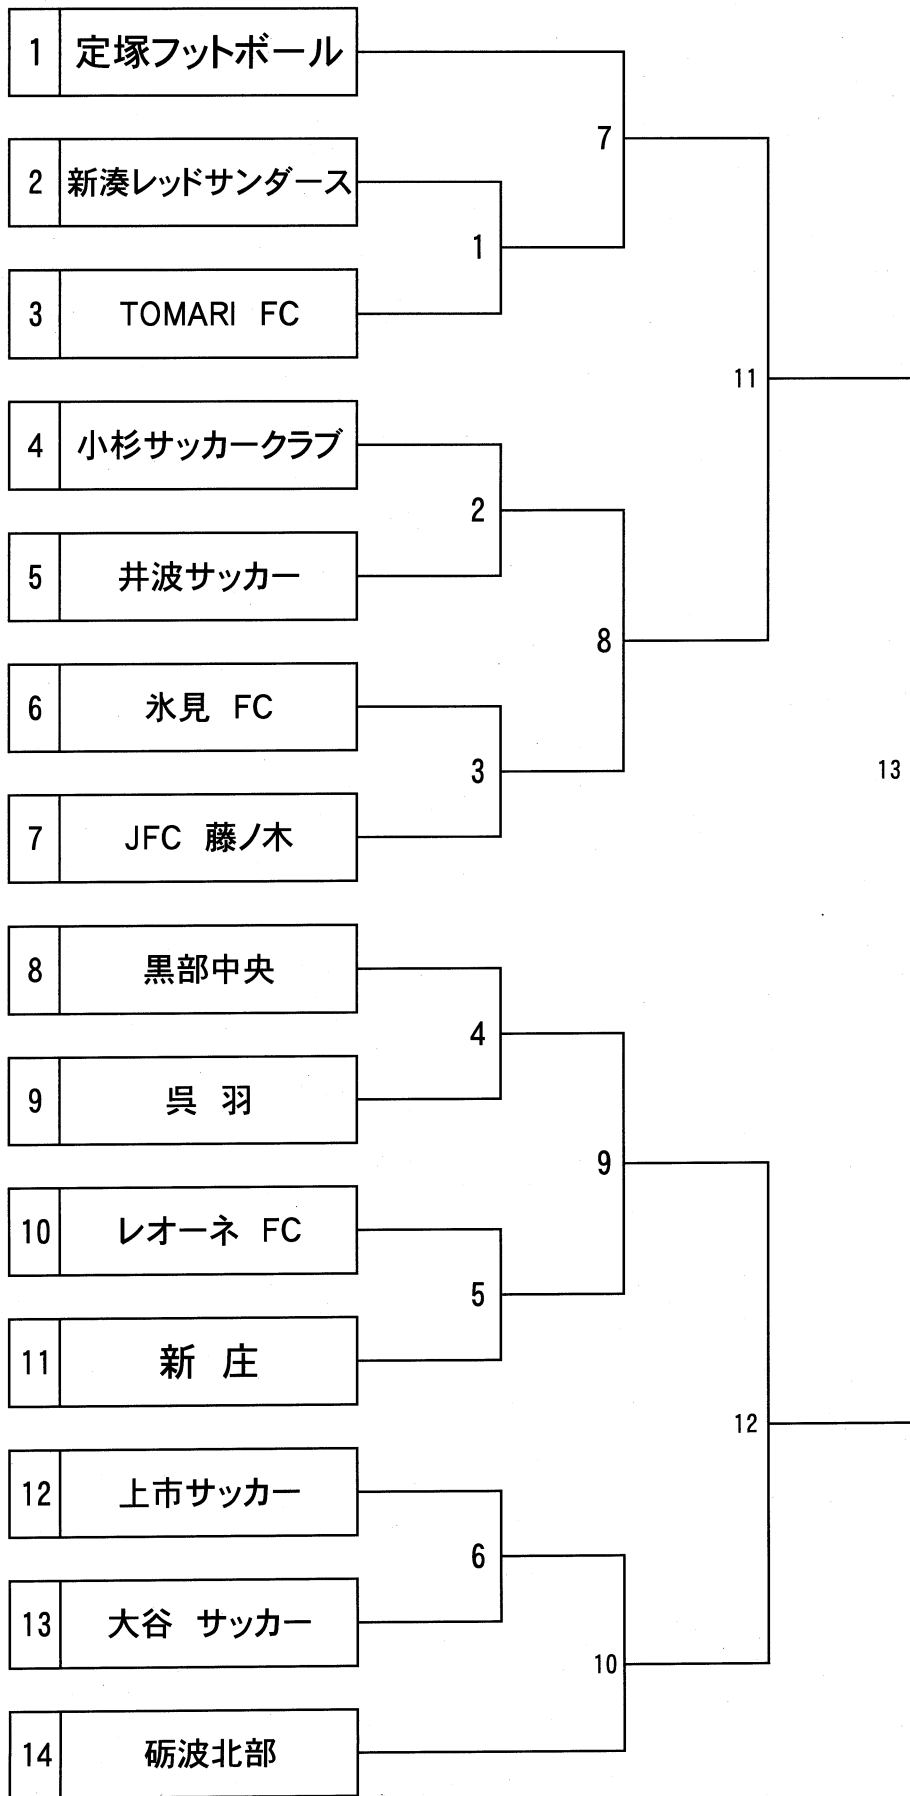 1 定塚フットボール
7
2 新湊レッドサンダース
1
3 TOMARI FC
11
4 小杉サッカークラブ
2
5 井波サッカー
8
6 氷見 FC
3
13
7 JFC 藤ノ木
8 黒部中央
4
9 呉 羽
9
10 レオーネ FC
5
11 新 庄
12
12 上市サッカー
6
13 大谷 サッカー
10
14 砺波北部